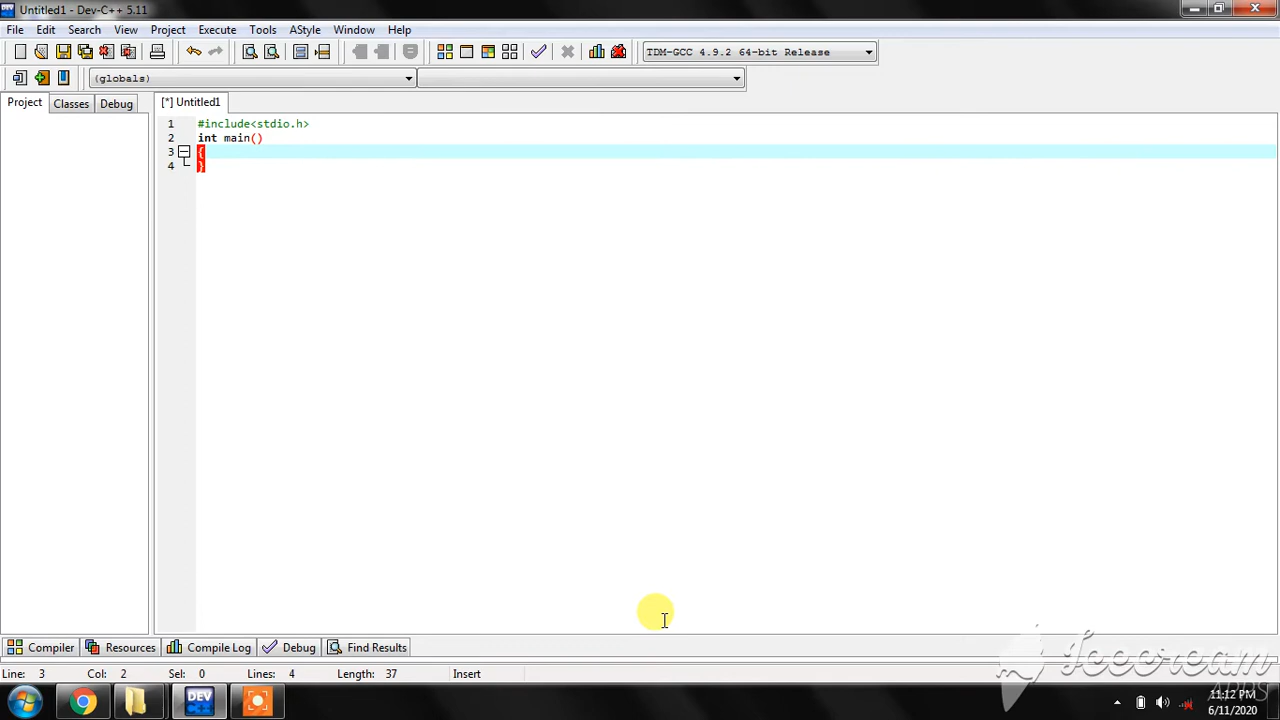 Untitled1 - Dev-C++ 5.11
File Edit Search View Project Execute Tools AStyle Window Help
TDM-GCC 4.9.2 64-bit Release
(globals)
Project Classes Debug [*] Untitled1
1 #include<stdio.h>
2 int main()
3 {
4 }
Compiler Resources Compile Log Debug Find Results
Line: 3 Col: 2 Sel: 0 Lines: 4 Length: 37 Insert
Icecream
Apps
DEV
C++
11:12 PM
6/11/2020